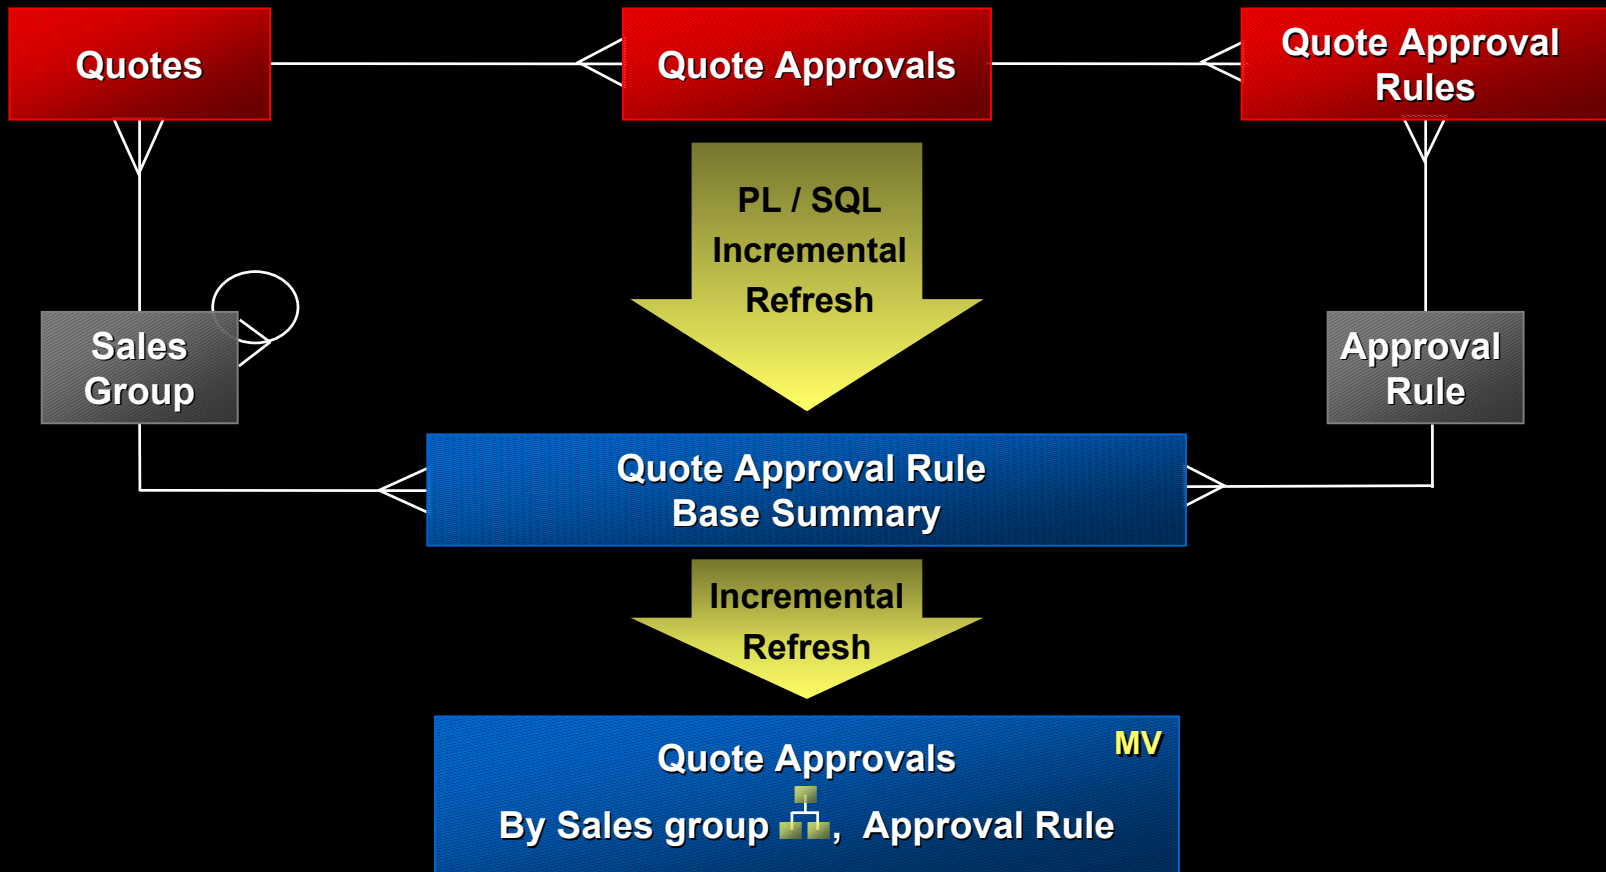 Quotes
Quote Approvals
Quote Approval
Rules
PL / SQL
Incremental
Refresh
Sales
Group
Approval
Rule
Quote Approval Rule
Base Summary
Incremental
Refresh
MV
Quote Approvals
By Sales group , Approval Rule